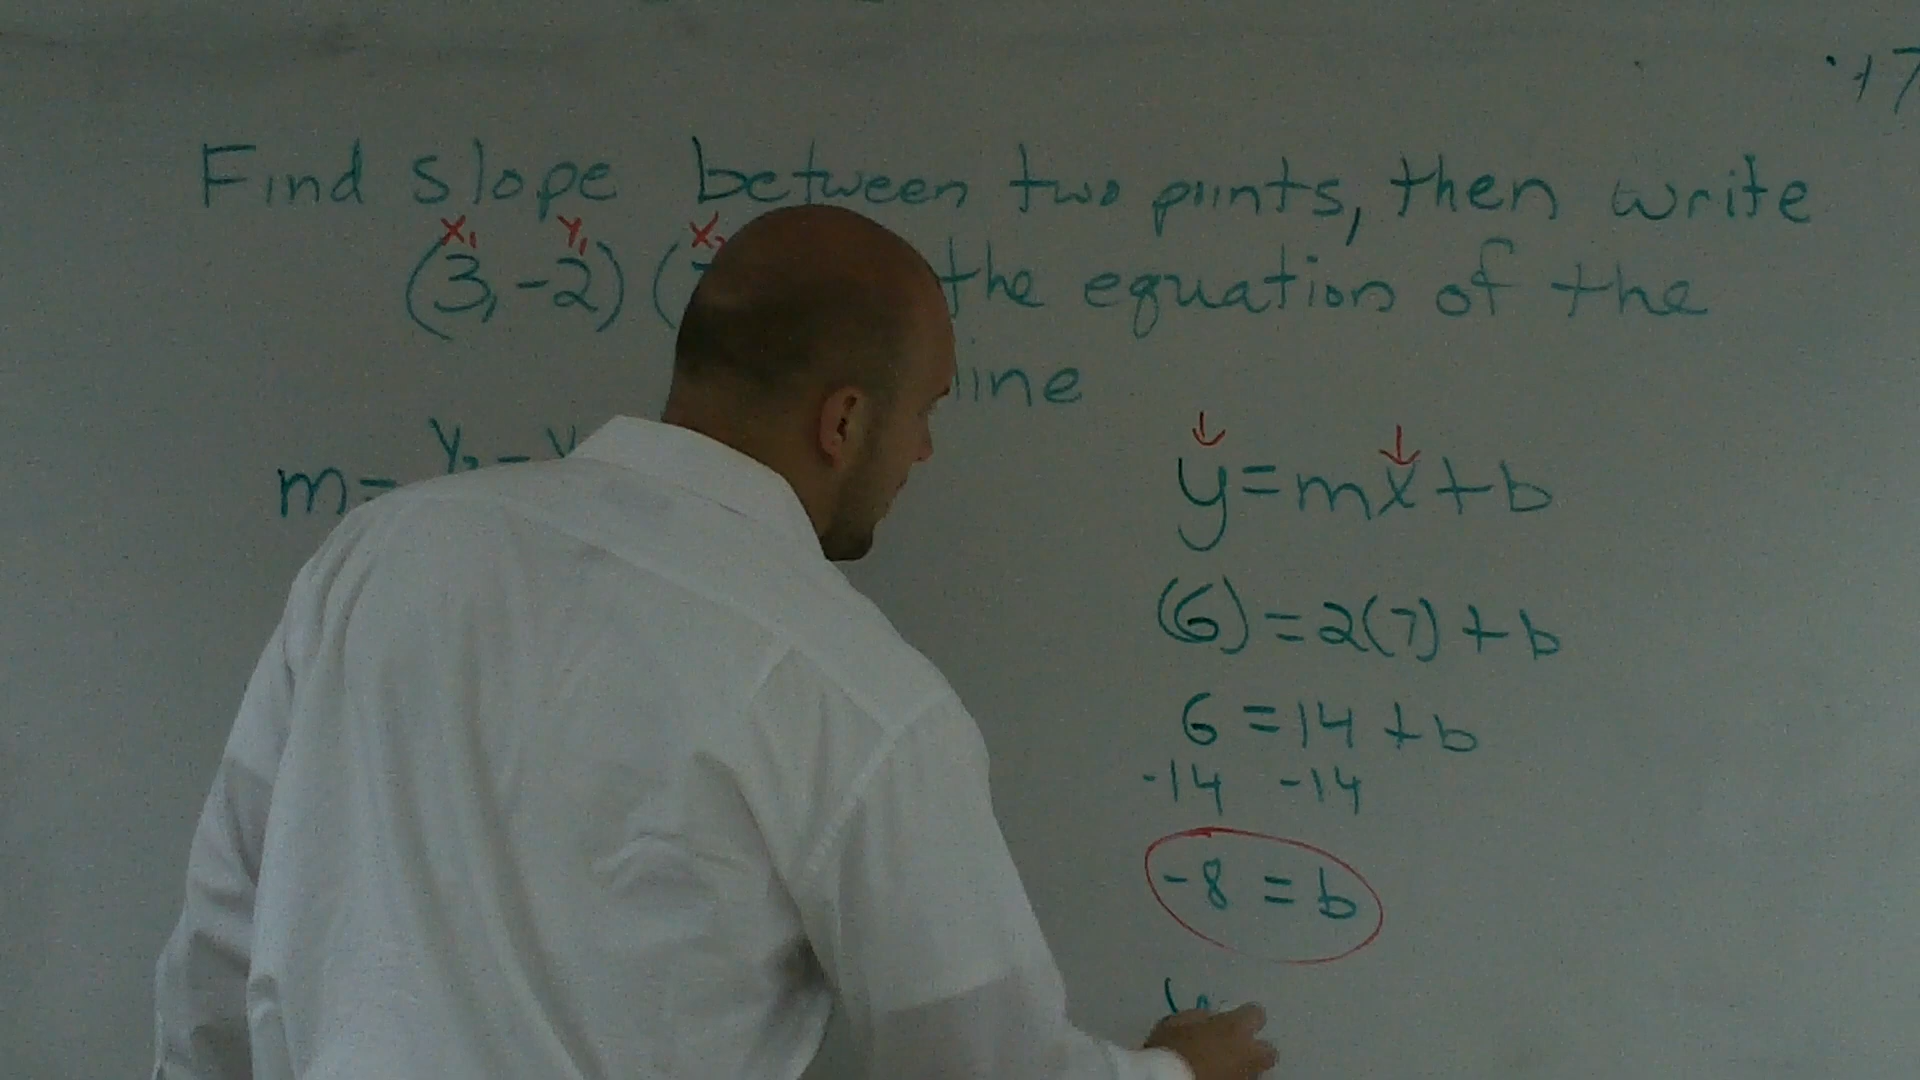 17
Find slope between two points, then write
x₁ y₁ x₂
(3,-2) ( the equation of the
line
m= y₂ - y
y=mx+b
(6)=2(7)+b
6=14+b
-14 -14
-8=b